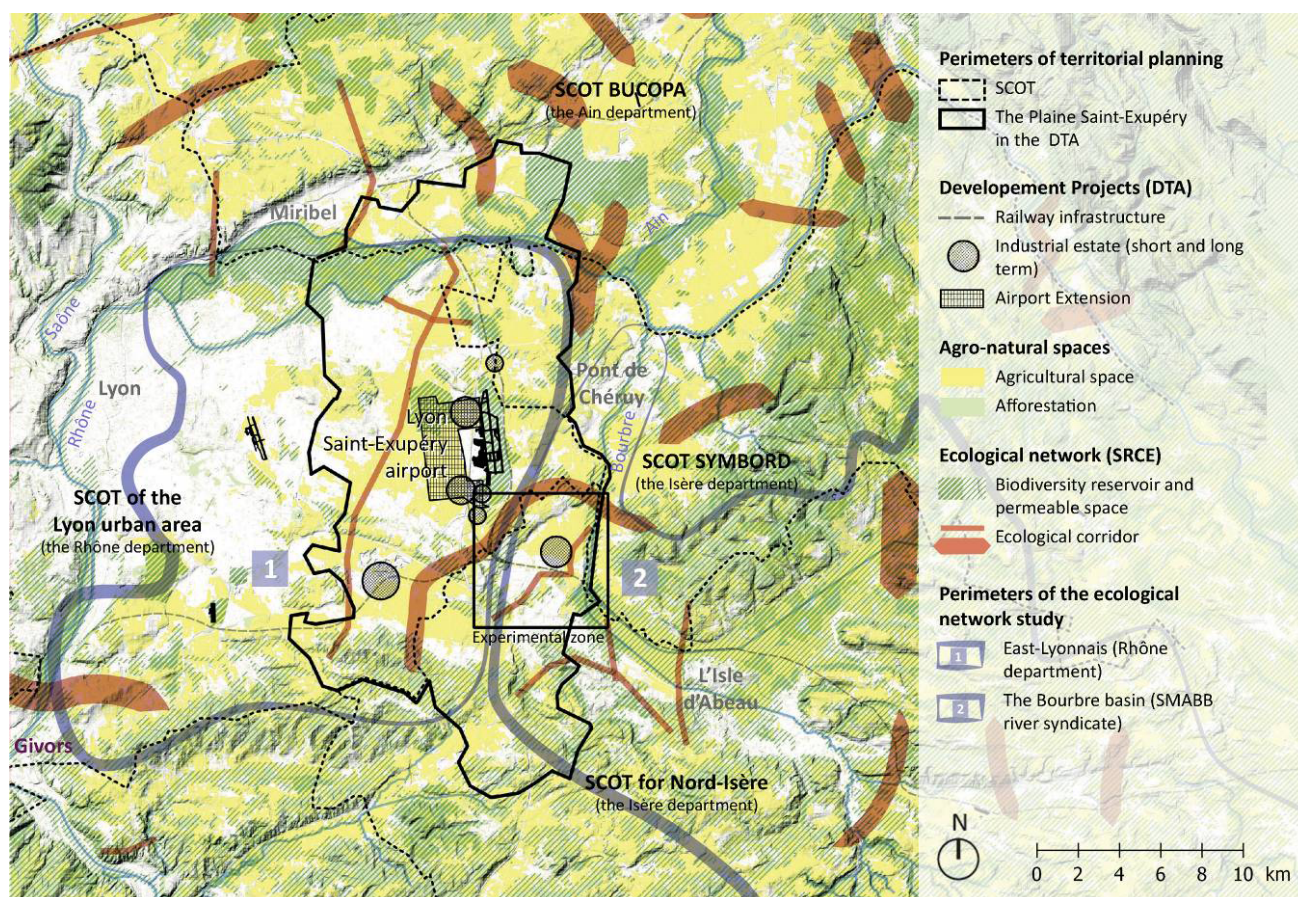 SCOT BUCOPA
(the Ain department)
Miribel
Ain
Saône
Lyon
Rhône
Pont de
Chéruy
Bourbre
Lyon
Saint-Exupéry
airport
SCOT SYMBORD
(the Isère department)
SCOT of the
Lyon urban area
(the Rhône department)
1
2
Experimental zone
L'Isle
d'Abeau
Givors
SCOT for Nord-Isère
(the Isère department)
Perimeters of territorial planning
SCOT
The Plaine Saint-Exupéry
in the DTA
Developement Projects (DTA)
Railway infrastructure
Industrial estate (short and long
term)
Airport Extension
Agro-natural spaces
Agricultural space
Afforestation
Ecological network (SRCE)
Biodiversity reservoir and
permeable space
Ecological corridor
Perimeters of the ecological
network study
1
East-Lyonnais (Rhône
department)
2
The Bourbre basin (SMABB
river syndicate)
N
0 2 4 6 8 10 km